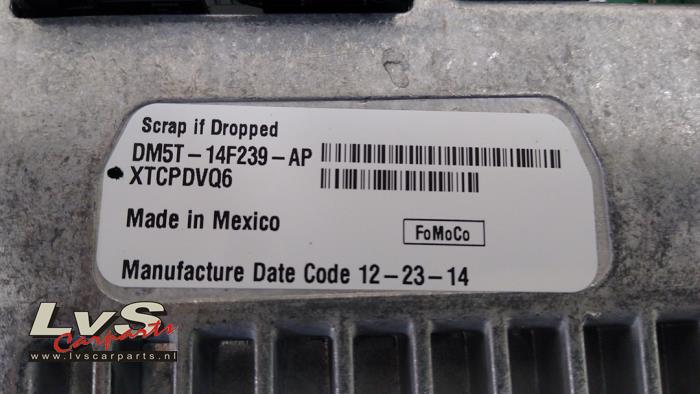 Scrap if Dropped
DM5T-14F239-AP
XTCPDVQ6
Made in Mexico
FoMoCo
Manufacture Date Code 12-23-14
LvS
Carparts
www.lvscarparts.nl